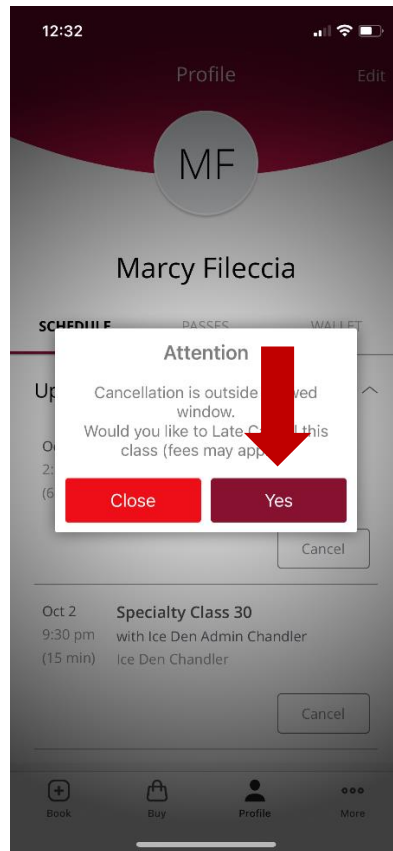 12:32
Profile Edit
MF
Marcy Fileccia
SCHEDULE PASSES WALLET
Attention
Cancellation is outside
window.
Would you like to Late this
class (fees may
Close Yes
Cancel
Oct 2 Specialty Class 30
9:30 pm with Ice Den Admin Chandler
(15 min) Ice Den Chandler
Cancel
Book Buy Profile More